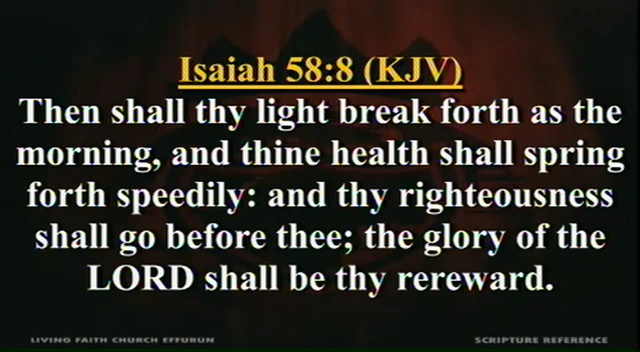 Isaiah 58:8 (KJV)
Then shall thy light break forth as the
morning, and thine health shall spring
forth speedily: and thy righteousness
shall go before thee; the glory of the
LORD shall be thy rereward.
LIVING FAITH CHURCH EFFURUN
SCRIPTURE REFERENCE